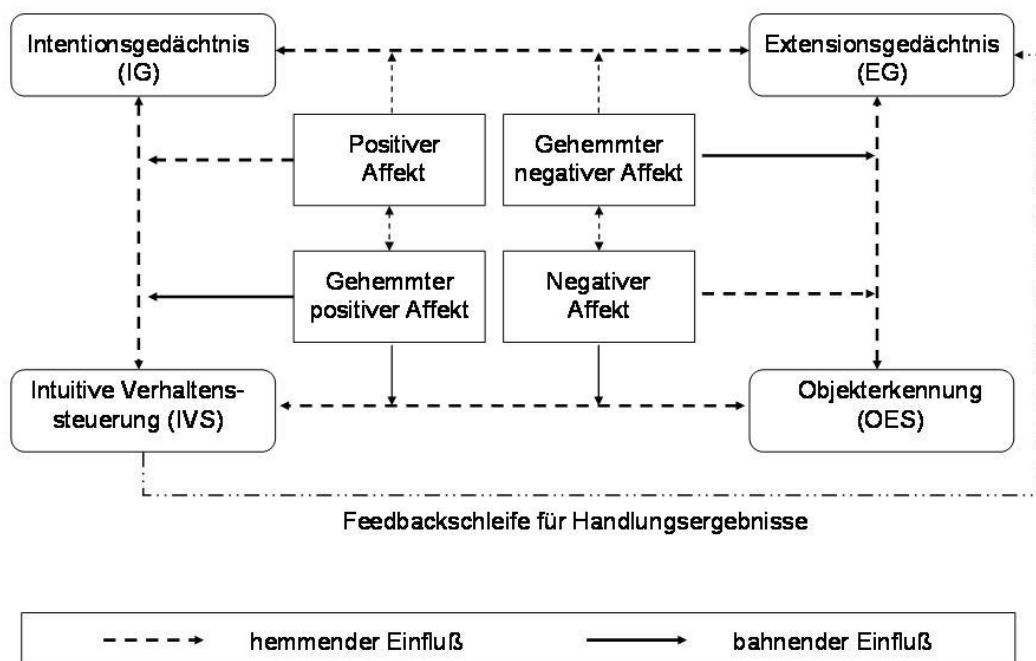 Intentionsgedächtnis
(IG)
Extensionsgedächtnis
(EG)
Positiver
Affekt
Gehemmter
negativer Affekt
Gehemmter
positiver Affekt
Negativer
Affekt
Intuitive Verhaltens-
steuerung (IVS)
Objekterkennung
(OES)
Feedbackschleife für Handlungsergebnisse
hemmender Einfluß
bahnender Einfluß